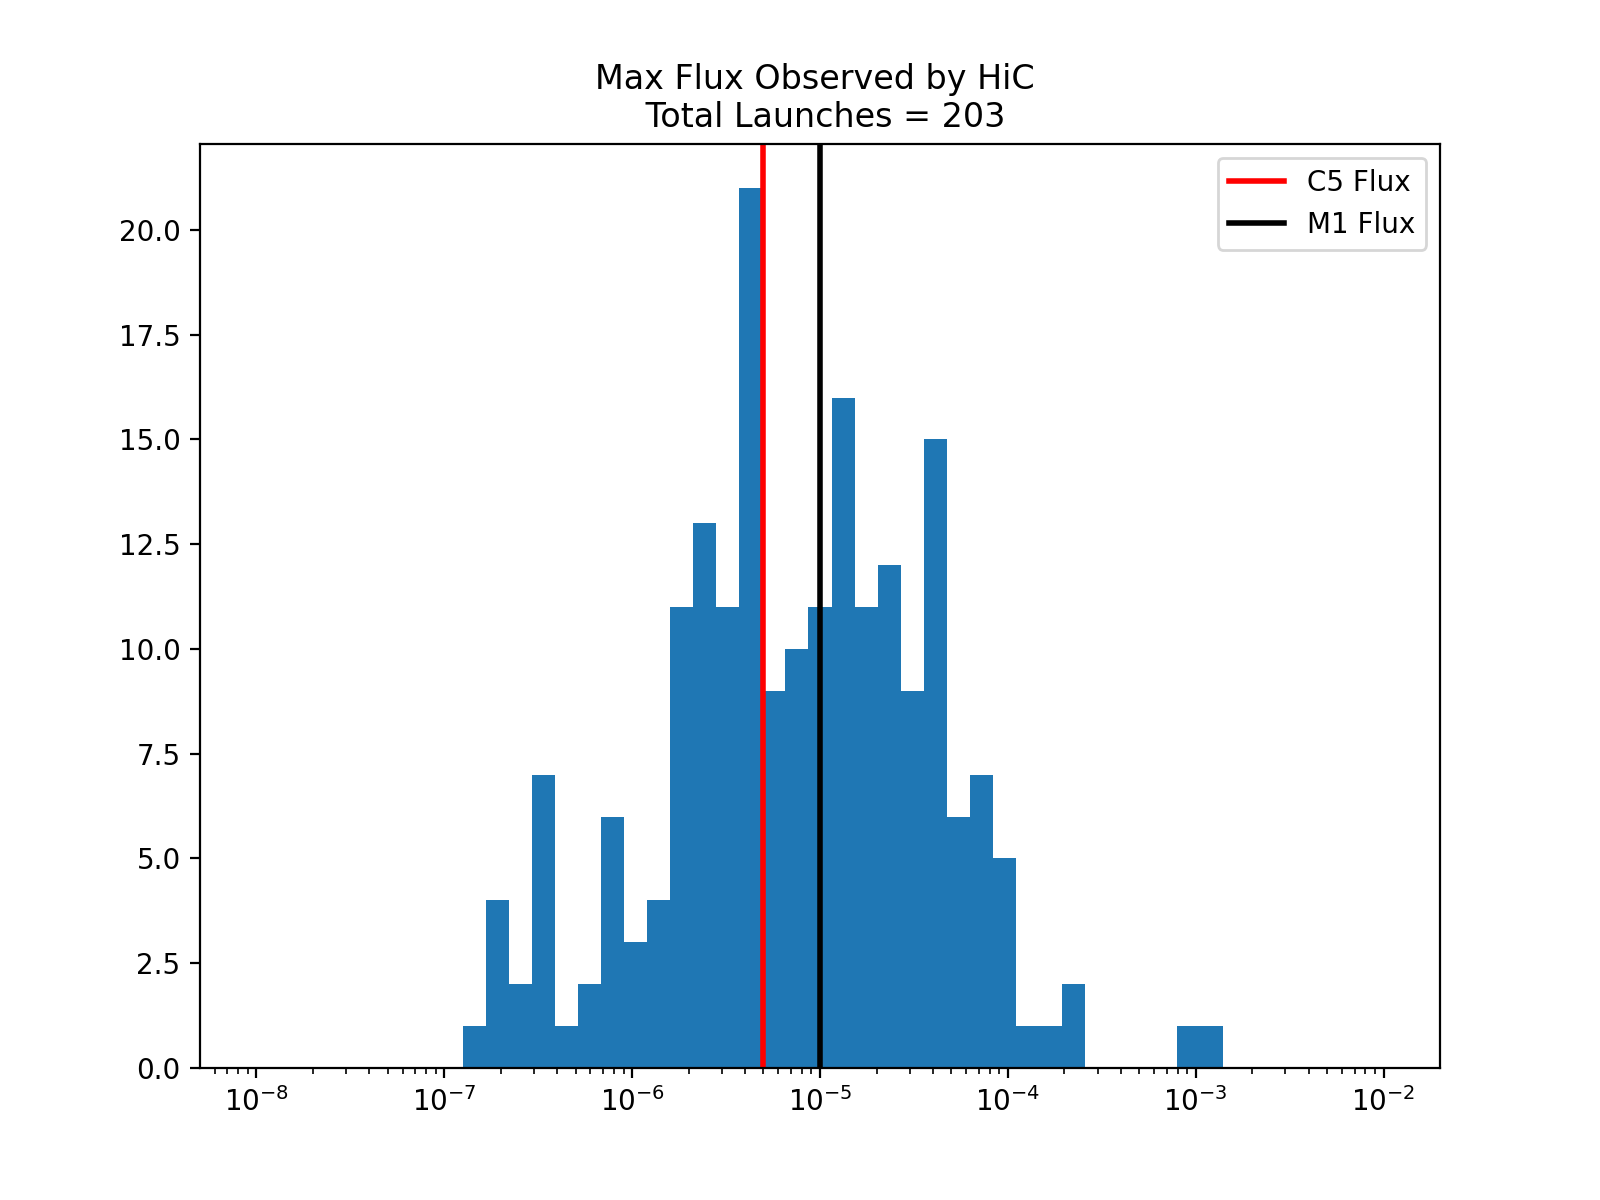 Max Flux Observed by HiC
Total Launches = 203
C5 Flux
M1 Flux
20.0
17.5
15.0
12.5
10.0
7.5
5.0
2.5
0.0
10⁻⁸ 10⁻⁷ 10⁻⁶ 10⁻⁵ 10⁻⁴ 10⁻³ 10⁻²